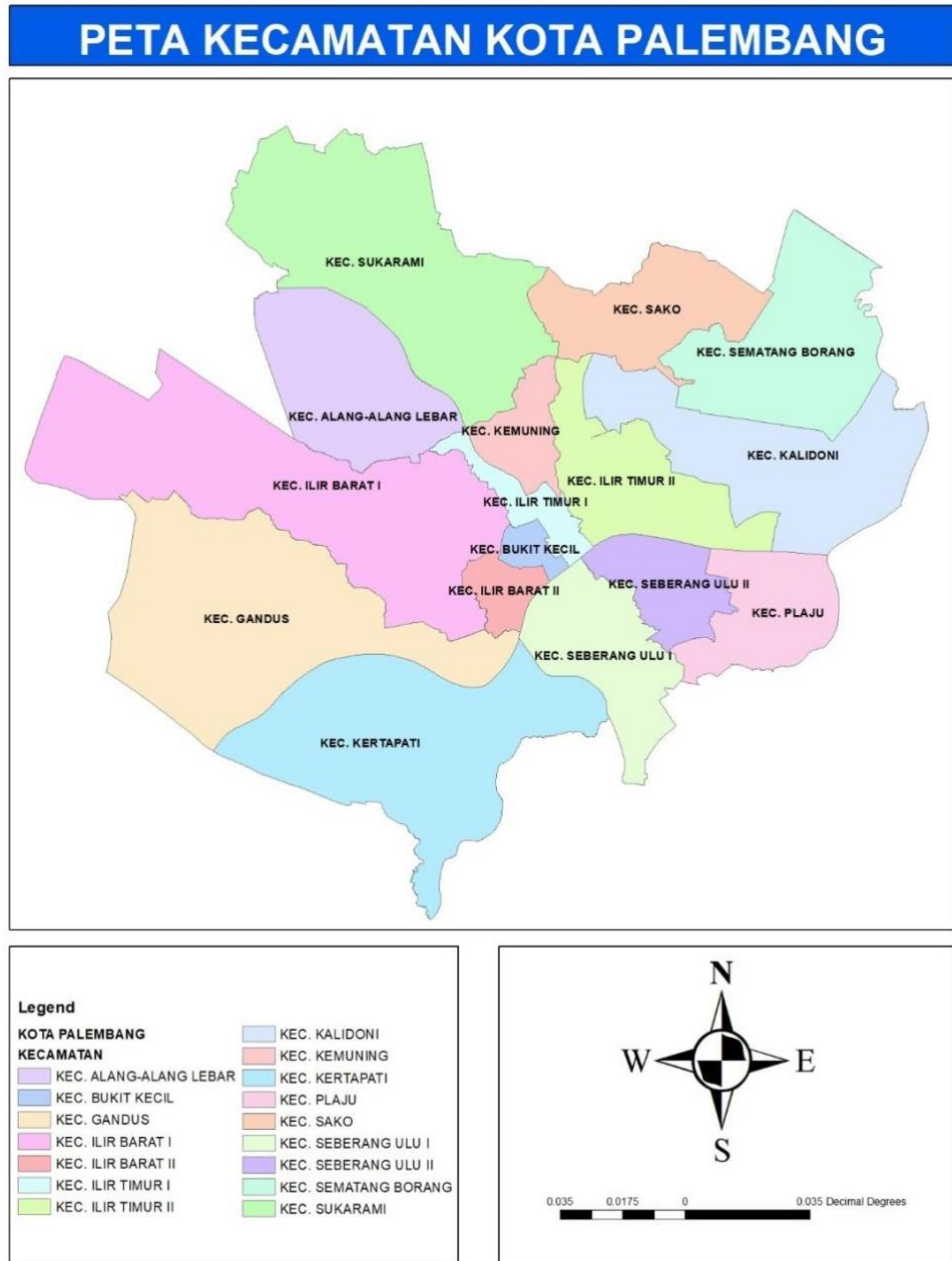 PETA KECAMATAN KOTA PALEMBANG
KEC. SUKARAMI
KEC. SAKO
KEC. SEMATANG BORANG
KEC. ALANG-ALANG LEBAR
KEC. KEMUNING
KEC. KALIDONI
KEC. ILIR BARAT I
KEC. ILIR TIMUR II
KEC. ILIR TIMUR I
KEC. BUKIT KECIL
KEC. SEBERANG ULU II
KEC. ILIR BARAT II
KEC. PLAJU
KEC. GANDUS
KEC. SEBERANG ULU I
KEC. KERTAPATI
Legend
KOTA PALEMBANG
KECAMATAN
KEC. ALANG-ALANG LEBAR
KEC. BUKIT KECIL
KEC. GANDUS
KEC. ILIR BARAT I
KEC. ILIR BARAT II
KEC. ILIR TIMUR I
KEC. ILIR TIMUR II
KEC. KALIDONI
KEC. KEMUNING
KEC. KERTAPATI
KEC. PLAJU
KEC. SAKO
KEC. SEBERANG ULU I
KEC. SEBERANG ULU II
KEC. SEMATANG BORANG
KEC. SUKARAMI
N
W E
S
0.035 0.0175 0 0.035 Decimal Degrees